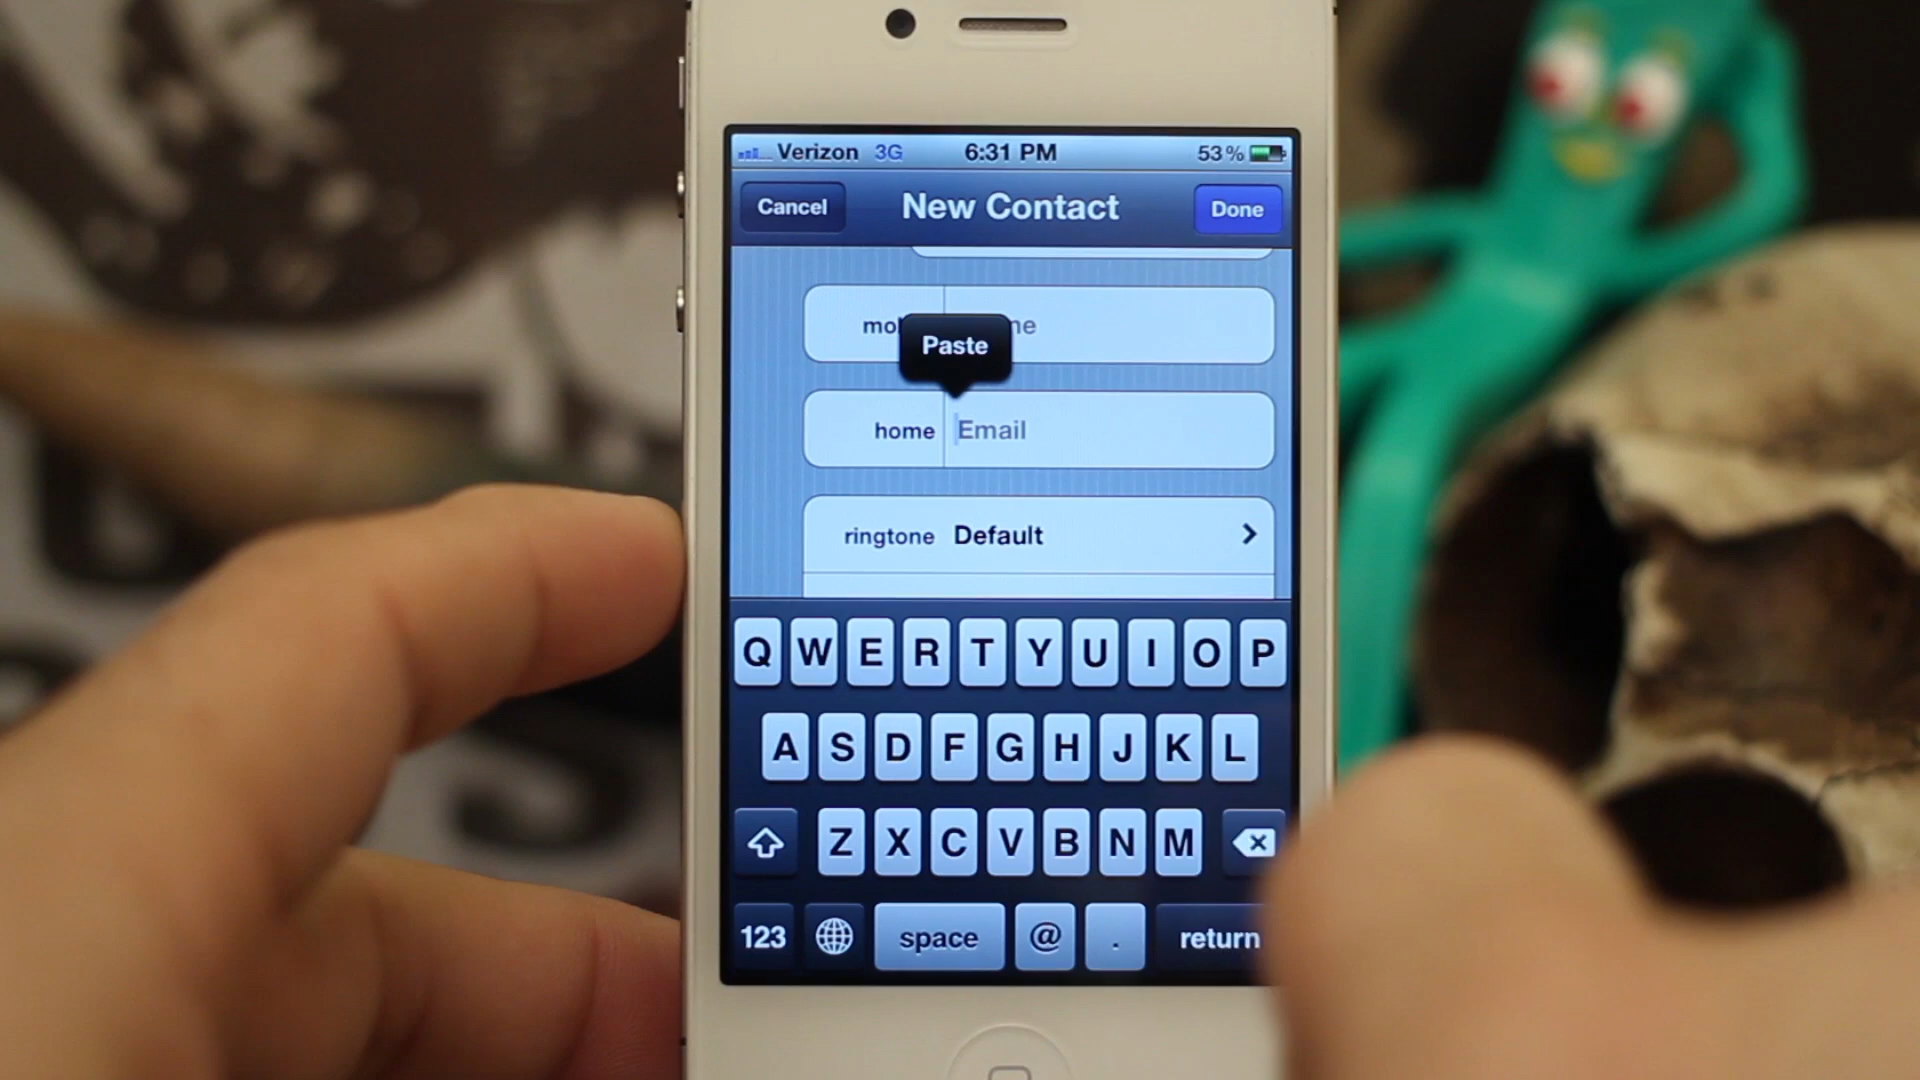 Verizon 3G 6:31 PM 53%
Cancel New Contact Done
Paste
home Email
ringtone Default
Q W E R T Y U I O P
A S D F G H J K L
Z X C V B N M
123 space @ . return